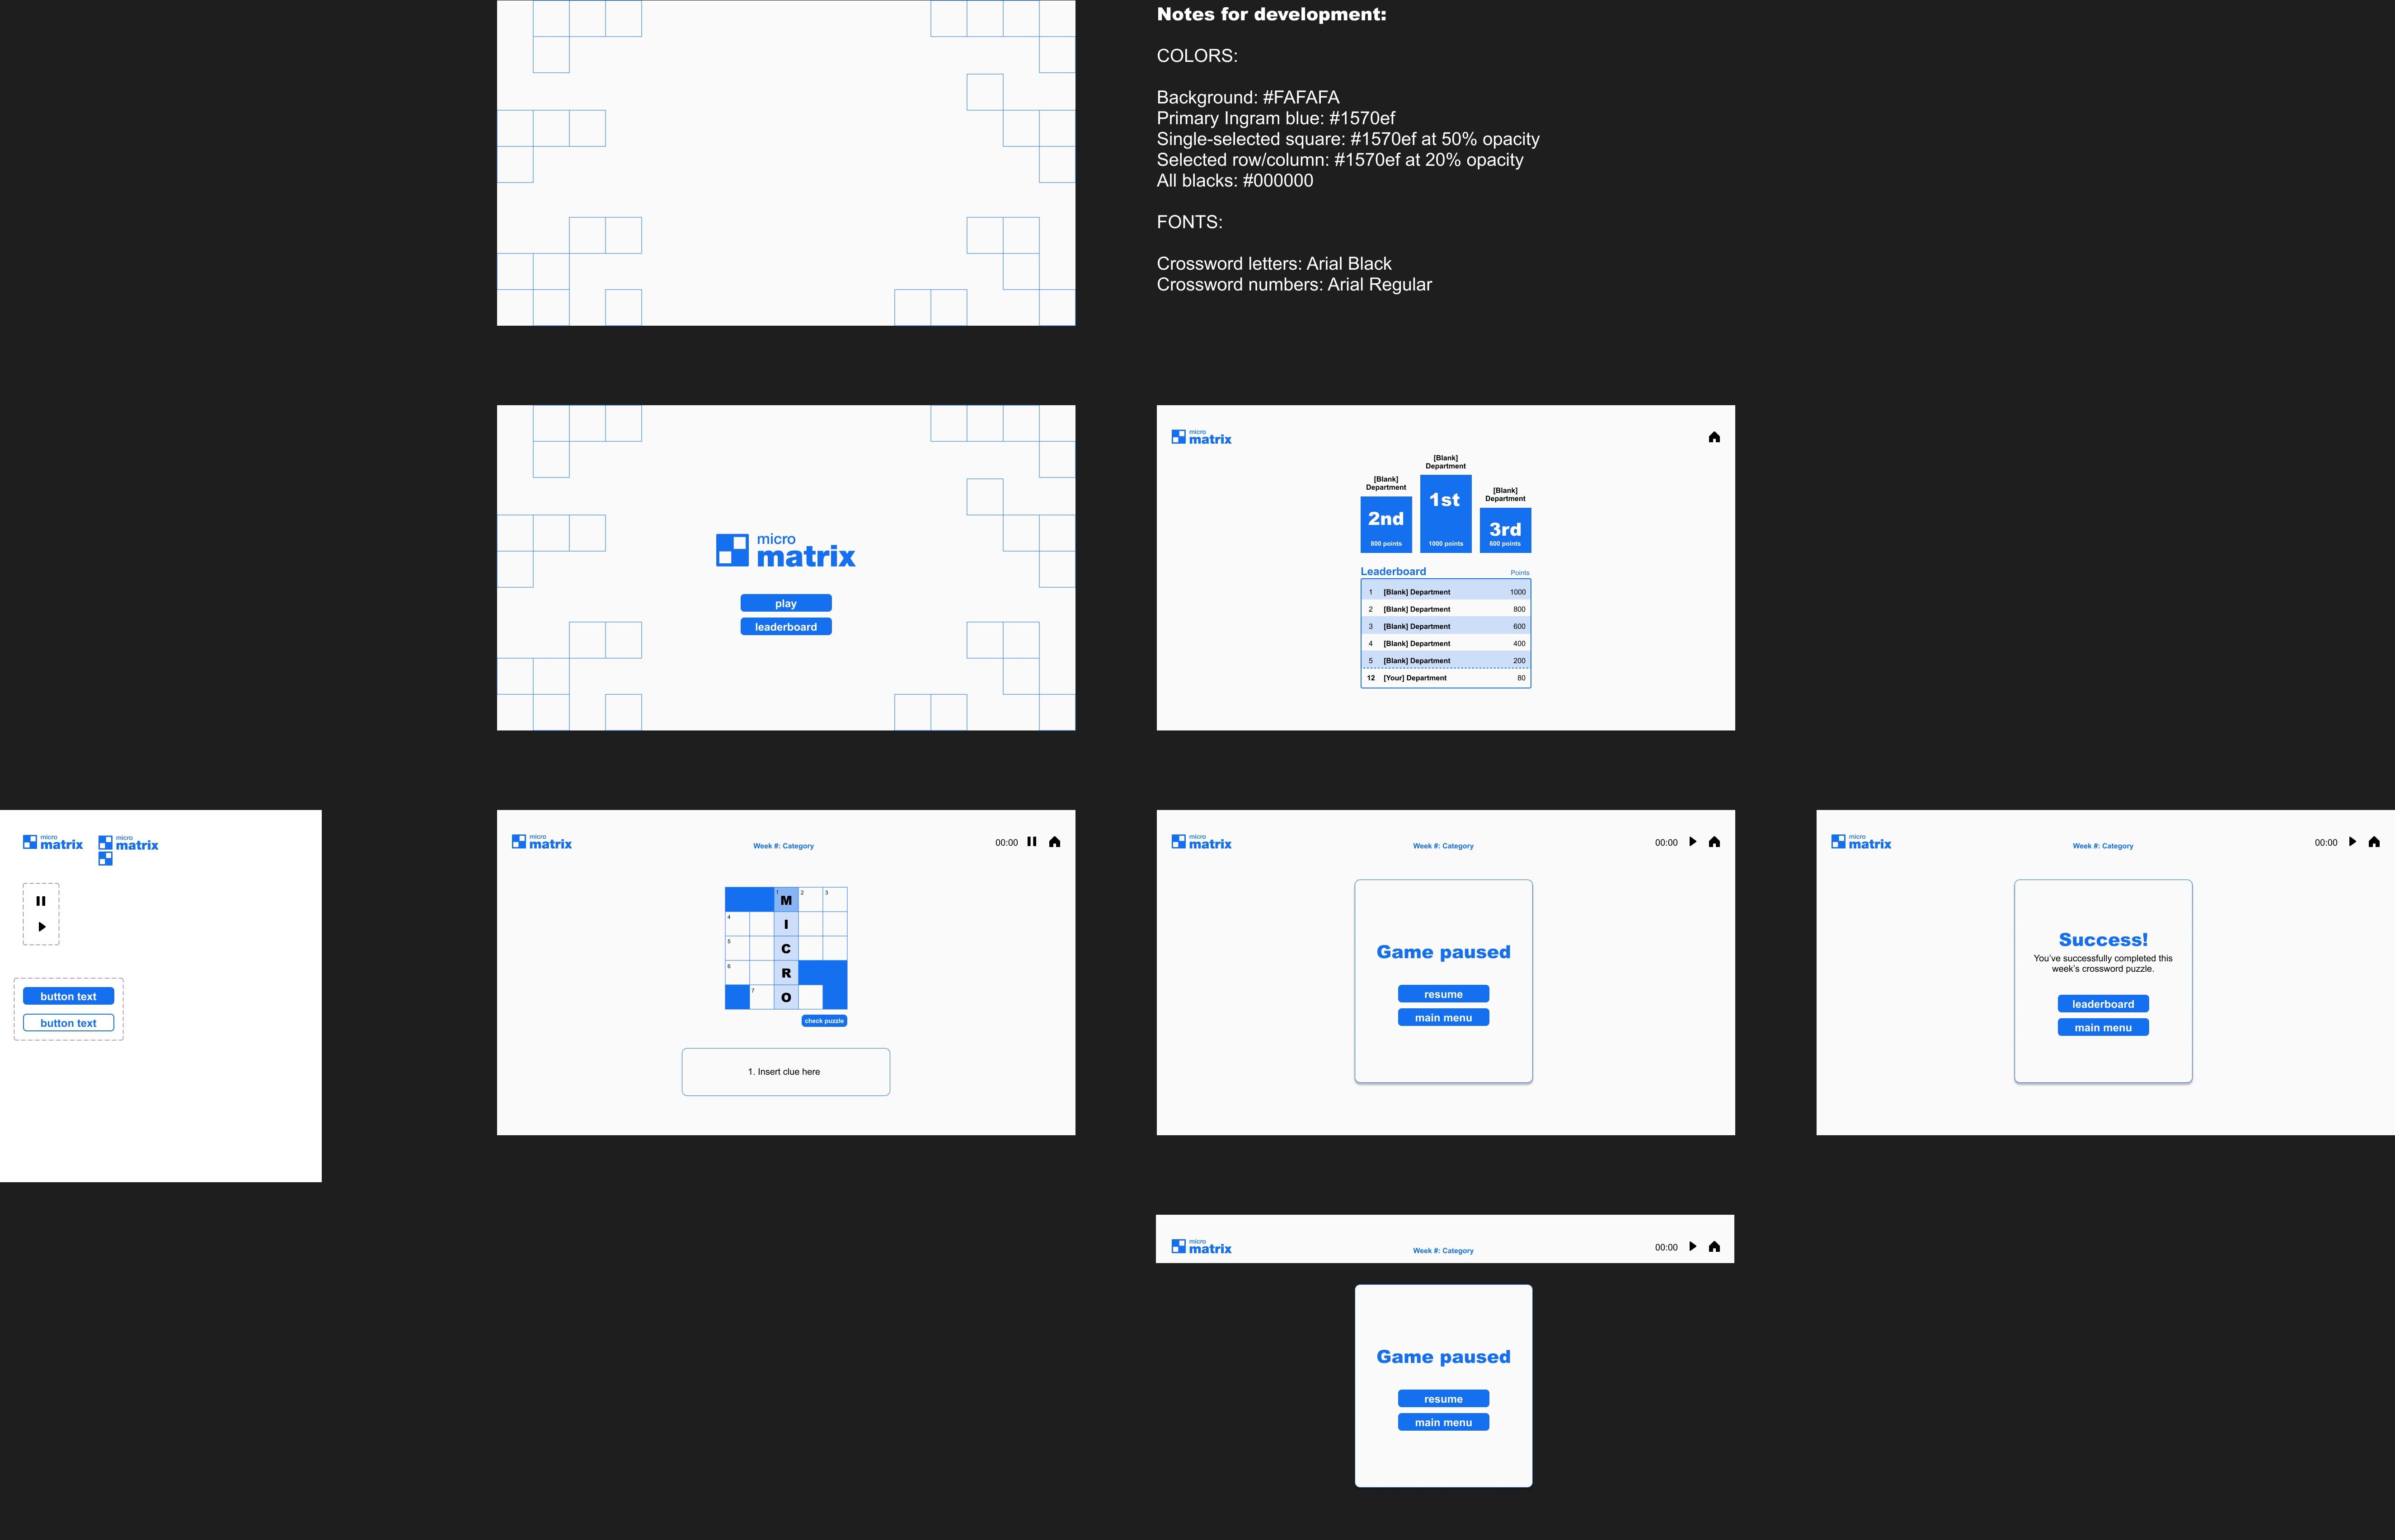 Notes for development:
COLORS:
Background: #FAFAFA
Primary Ingram blue: #1570ef
Single-selected square: #1570ef at 50% opacity
Selected row/column: #1570ef at 20% opacity
All blacks: #000000
FONTS:
Crossword letters: Arial Black
Crossword numbers: Arial Regular
micro
matrix
play
leaderboard
micro
matrix
[Blank]
Department
[Blank]
Department
[Blank]
Department
1st
2nd
3rd
800 points
1000 points
600 points
Leaderboard Points
1 [Blank] Department 1000
2 [Blank] Department 800
3 [Blank] Department 600
4 [Blank] Department 400
5 [Blank] Department 200
12 [Your] Department 80
micro
matrix
micro
matrix
button text
button text
micro
matrix
Week #: Category
00:00
1 2 3
M
4
I
5
C
6
R
7
O
check puzzle
1. Insert clue here
micro
matrix
Week #: Category
00:00
Game paused
resume
main menu
micro
matrix
Week #: Category
00:00
Success!
You've successfully completed this
week's crossword puzzle.
leaderboard
main menu
micro
matrix
Week #: Category
00:00
Game paused
resume
main menu